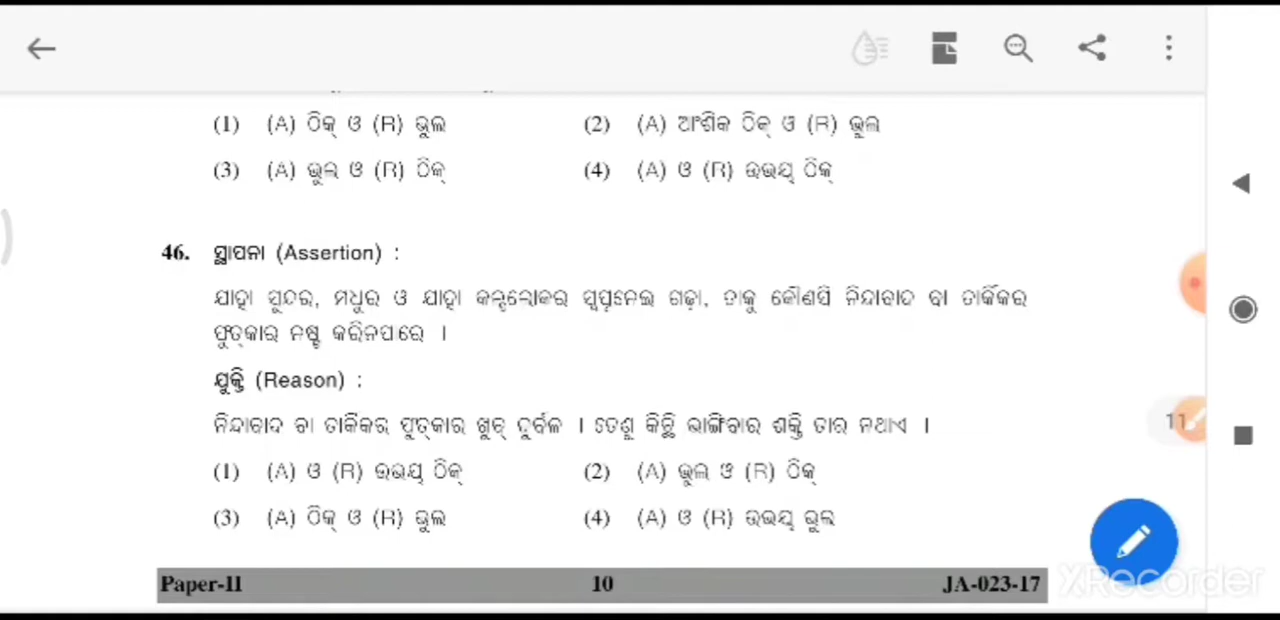 (1) (A) ଠିକ୍ ଓ (R) ଭୁଲ (2) (A) ଆଂଶିକ ଠିକ୍ ଓ (R) ଭୁଲ
(3) (A) ଭୁଲ ଓ (R) ଠିକ୍ (4) (A) ଓ (R) ଉଭୟ ଠିକ୍
46. ସ୍ଥାପନା (Assertion) :
ଯାହା ସୁନ୍ଦର, ମଧୁର ଓ ଯାହା କଳ୍ପଲୋକର ସ୍ୱପ୍ନନେଇ ଗଢ଼ା, ତାକୁ କୌଣସି ନିନ୍ଦାବାଦ ବା ତାର୍କିକର
ଫୁତ୍କାର ନଷ୍ଟ କରିନପାରେ ।
ଯୁକ୍ତି (Reason) :
ନିନ୍ଦାବାଦ ବା ତାର୍କିକର ଫୁତ୍କାର ଖୁବ୍ ଦୁର୍ବଳ । ତେଣୁ କିଛି ଭାଙ୍ଗିବାର ଶକ୍ତି ତାର ନଥାଏ ।
(1) (A) ଓ (R) ଉଭୟ ଠିକ୍ (2) (A) ଭୁଲ ଓ (R) ଠିକ୍
(3) (A) ଠିକ୍ ଓ (R) ଭୁଲ (4) (A) ଓ (R) ଉଭୟ ଭୁଲ
11
Paper-II 10 JA-023-17
XRecorder